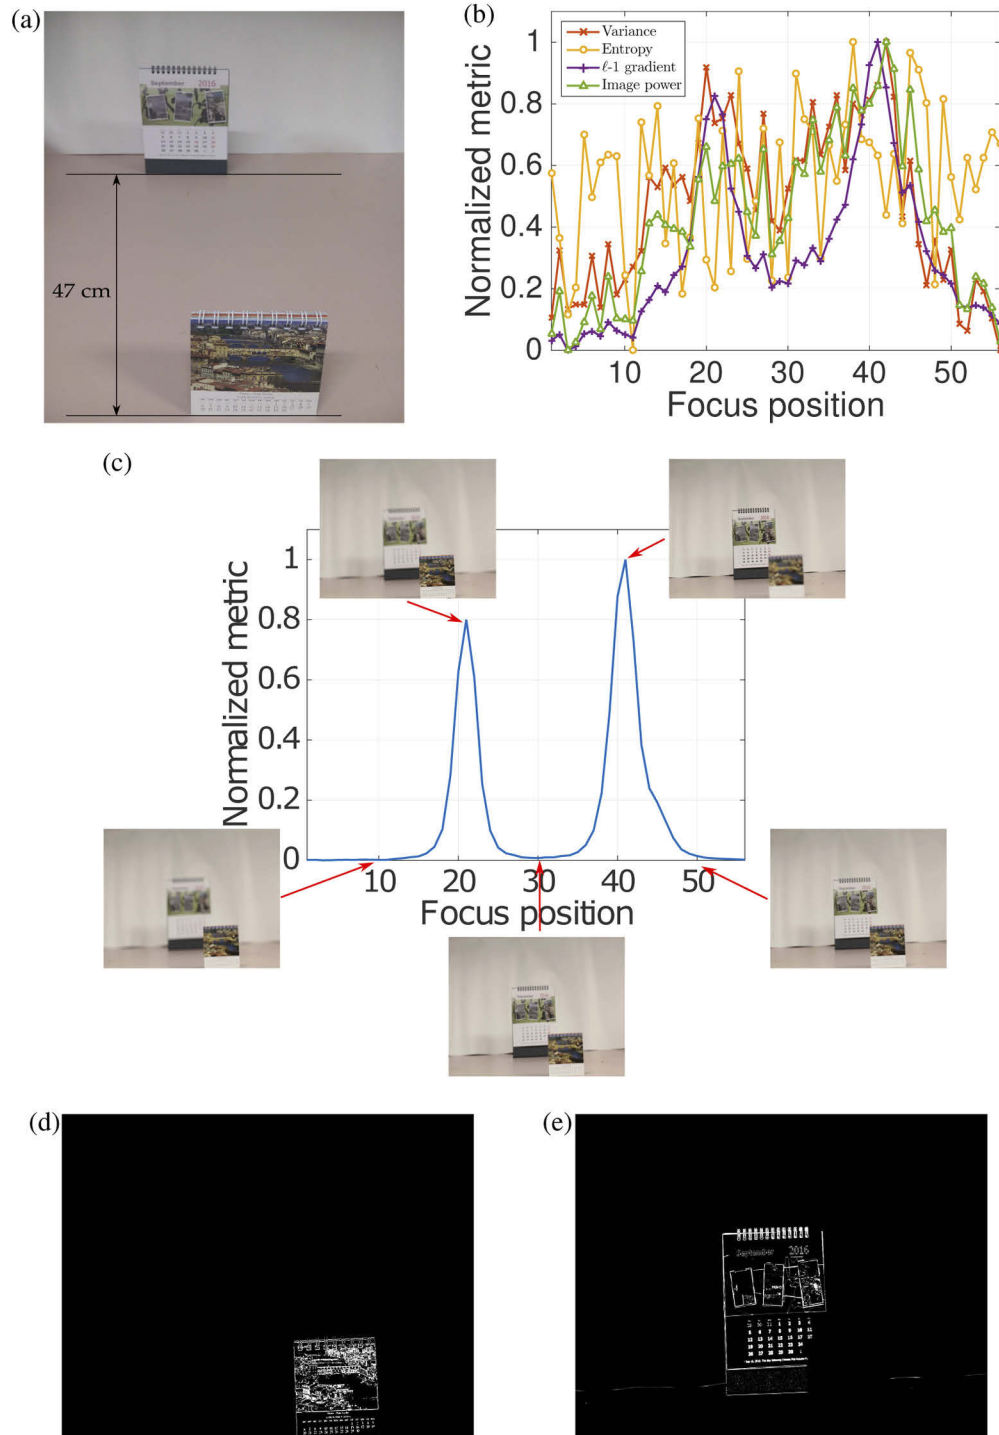 (a)
September 2016
47 cm
(b)
Normalized metric
1
0.8
0.6
0.4
0.2
0
10 20 30 40 50
Focus position
Variance
Entropy
ℓ-1 gradient
Image power
(c)
Normalized metric
1
0.8
0.6
0.4
0.2
0
10 20 30 40 50
Focus position
(d)
(e)
September 2016